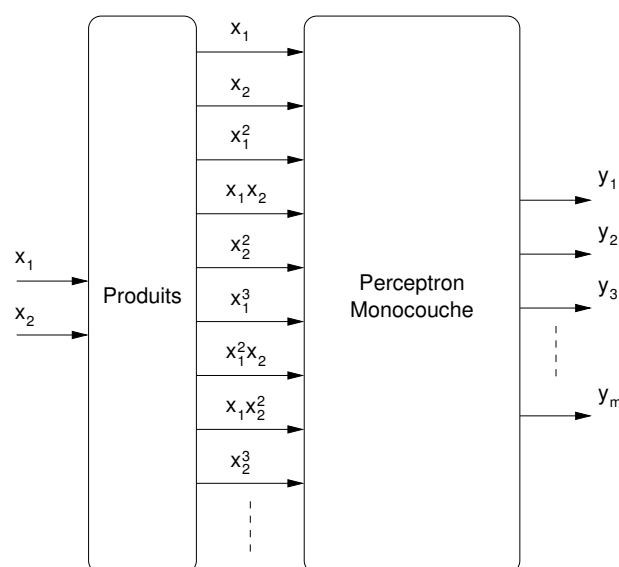 x₁
x₂
Produits
x₁
x₂
x₁²
x₁x₂
x₂²
x₁³
x₁²x₂
x₁x₂²
x₂³
Perceptron
Monocouche
y₁
y₂
y₃
yₘ